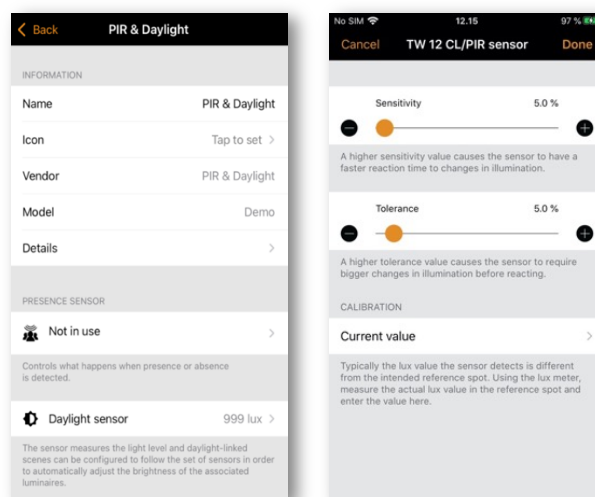 Back PIR & Daylight
INFORMATION
Name PIR & Daylight
Icon Tap to set
Vendor PIR & Daylight
Model Demo
Details
PRESENCE SENSOR
Not in use
Controls what happens when presence or absence
is detected.
Daylight sensor 999 lux
The sensor measures the light level and daylight-linked
scenes can be configured to follow the set of sensors in order
to automatically adjust the brightness of the associated
luminaires.
No SIM 12.15 97 %
Cancel TW 12 CL/PIR sensor Done
Sensitivity 5.0 %
A higher sensitivity value causes the sensor to have a
faster reaction time to changes in illumination.
Tolerance 5.0 %
A higher tolerance value causes the sensor to require
bigger changes in illumination before reacting.
CALIBRATION
Current value
Typically the lux value the sensor detects is different
from the intended reference spot. Using the lux meter,
measure the actual lux value in the reference spot and
enter the value here.